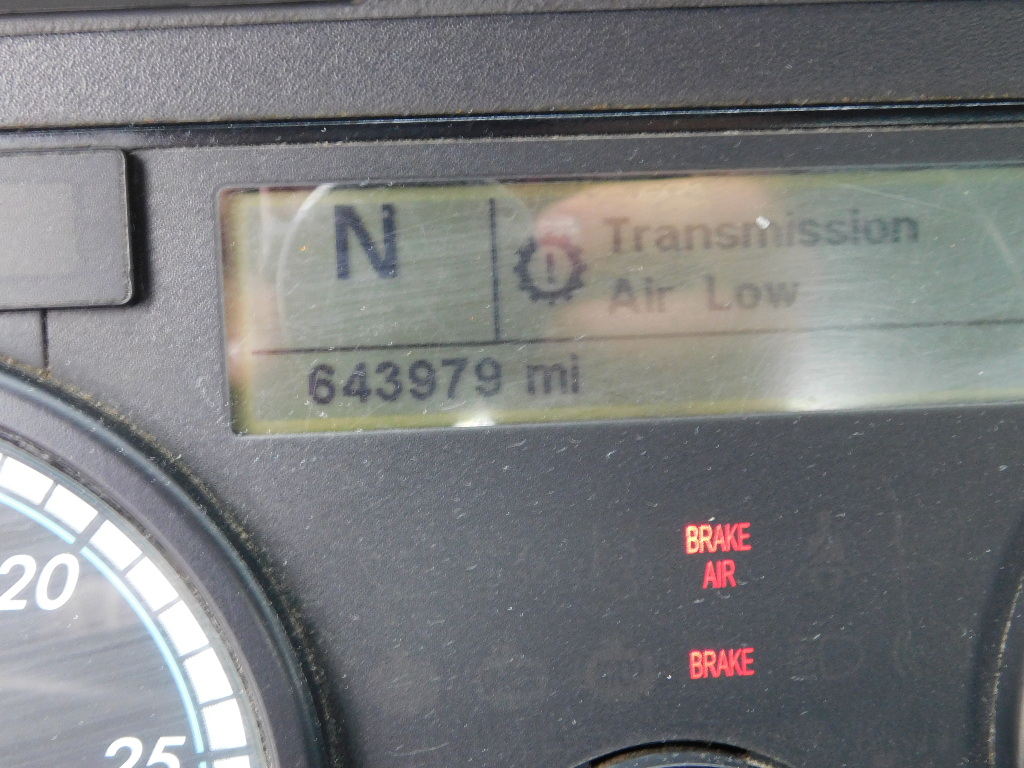 N
Transmission
Air Low
643979 mi
BRAKE
AIR
BRAKE
20
25